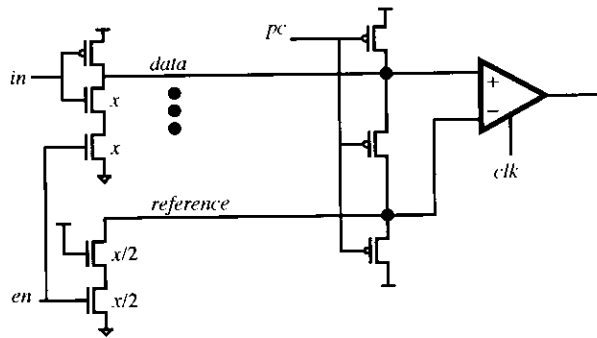 pc
in
data
x
x
+
−
clk
reference
x/2
x/2
en